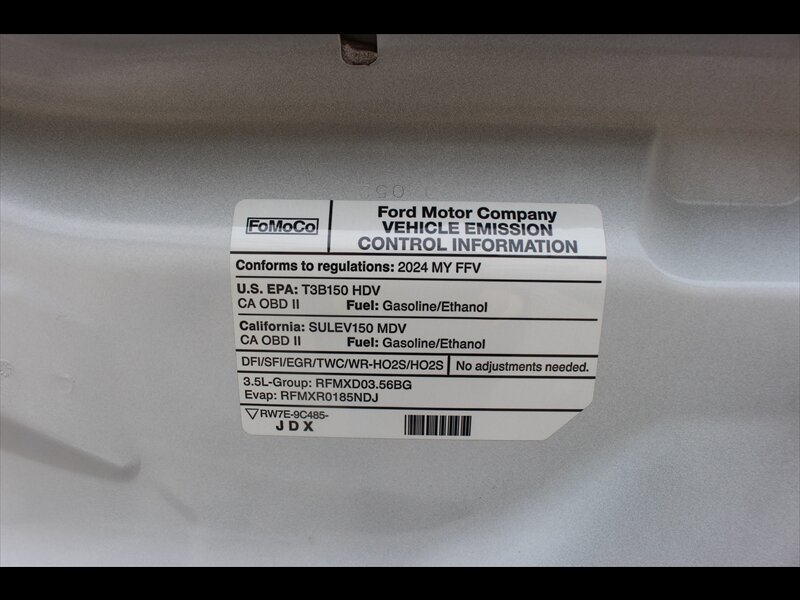 FoMoCo
Ford Motor Company
VEHICLE EMISSION
CONTROL INFORMATION
Conforms to regulations: 2024 MY FFV
U.S. EPA: T3B150 HDV
CA OBD II Fuel: Gasoline/Ethanol
California: SULEV150 MDV
CA OBD II Fuel: Gasoline/Ethanol
DFI/SFI/EGR/TWC/WR-HO2S/HO2S No adjustments needed.
3.5L-Group: RFMXD03.56BG
Evap: RFMXR0185NDJ
RW7E-9C485-
JDX